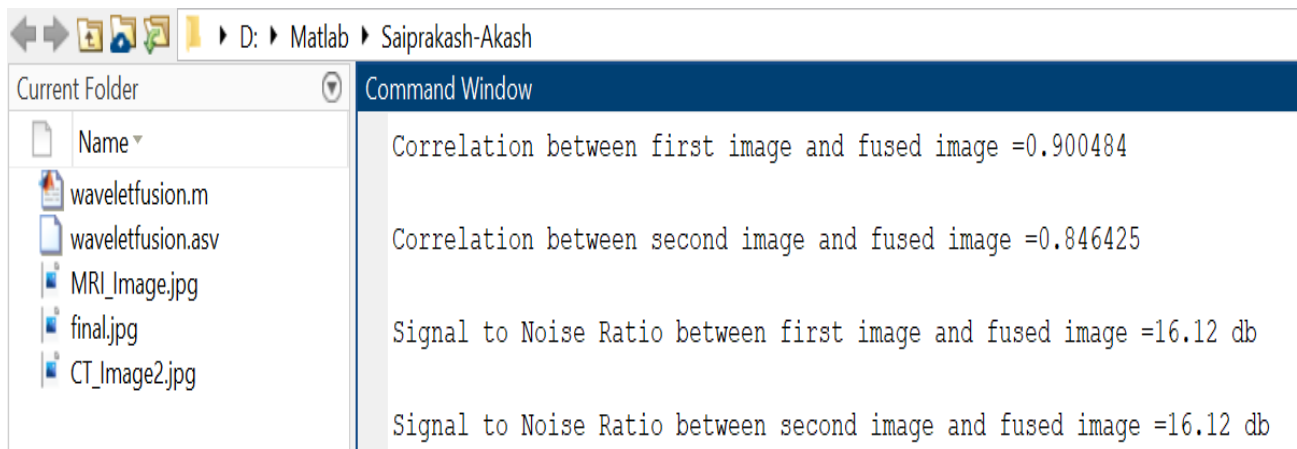 D: Matlab Saiprakash-Akash
Current Folder
Name
waveletfusion.m
waveletfusion.asv
MRI_Image.jpg
final.jpg
CT_Image2.jpg
Command Window
Correlation between first image and fused image =0.900484
Correlation between second image and fused image =0.846425
Signal to Noise Ratio between first image and fused image =16.12 db
Signal to Noise Ratio between second image and fused image =16.12 db